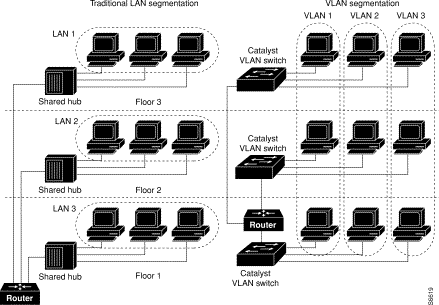 Traditional LAN segmentation
VLAN segmentation
VLAN 1
VLAN 2
VLAN 3
LAN 1
Catalyst
VLAN switch
Shared hub
Floor 3
LAN 2
Catalyst
VLAN switch
Shared hub
Floor 2
LAN 3
Router
Shared hub
Floor 1
Catalyst
VLAN switch
Router
S6619